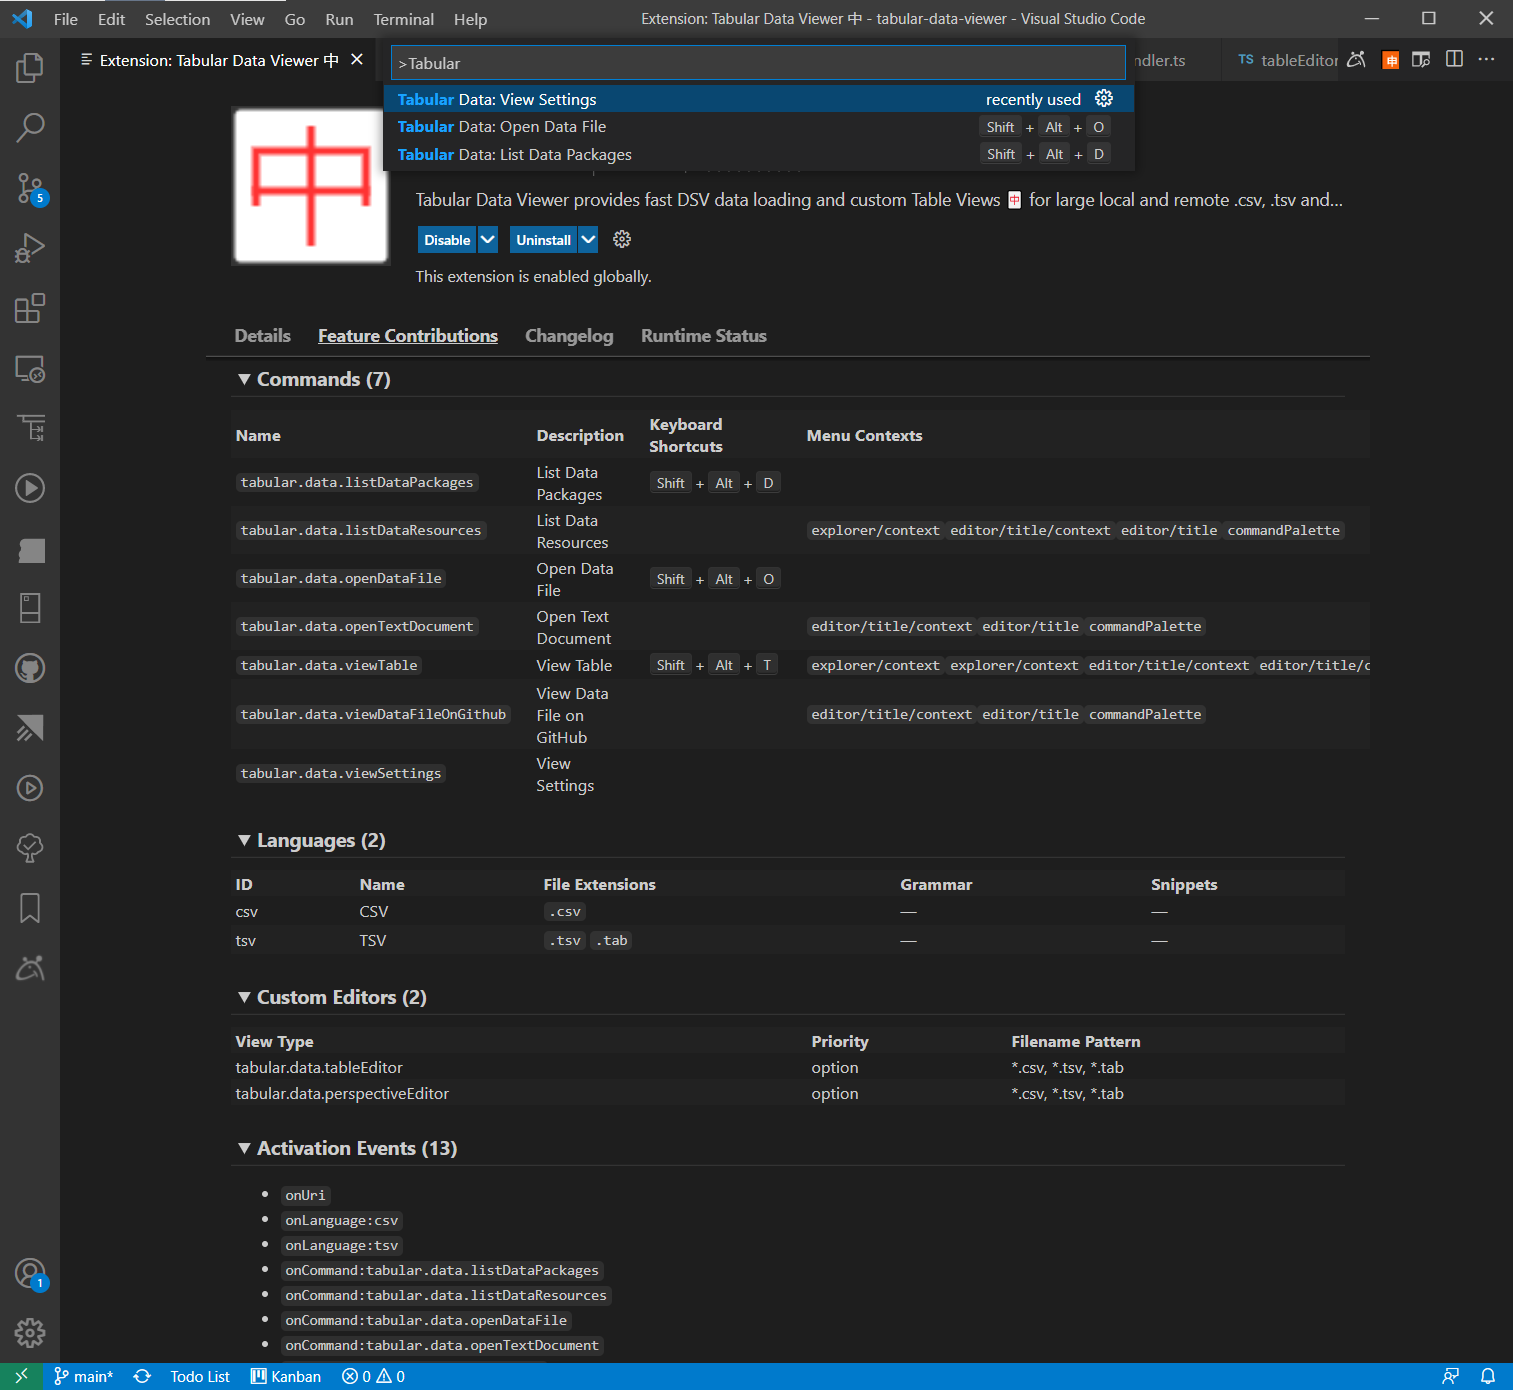 File Edit Selection View Go Run Terminal Help
Extension: Tabular Data Viewer 中 - tabular-data-viewer - Visual Studio Code
Extension: Tabular Data Viewer 中
ndler.ts
TS tableEditor
中
>Tabular
Tabular Data: View Settings recently used
Tabular Data: Open Data File Shift + Alt + O
Tabular Data: List Data Packages Shift + Alt + D
中
Tabular Data Viewer provides fast DSV data loading and custom Table Views 中 for large local and remote .csv, .tsv and...
Disable Uninstall
This extension is enabled globally.
Details Feature Contributions Changelog Runtime Status
Commands (7)
Name Description Keyboard Shortcuts Menu Contexts
tabular.data.listDataPackages List Data Packages Shift + Alt + D
tabular.data.listDataResources List Data Resources explorer/context editor/title/context editor/title commandPalette
tabular.data.openDataFile Open Data File Shift + Alt + O
tabular.data.openTextDocument Open Text Document editor/title/context editor/title commandPalette
tabular.data.viewTable View Table Shift + Alt + T explorer/context explorer/context editor/title/context editor/title/c
tabular.data.viewDataFileOnGithub View Data File on GitHub editor/title/context editor/title commandPalette
tabular.data.viewSettings View Settings
Languages (2)
ID Name File Extensions Grammar Snippets
csv CSV .csv — —
tsv TSV .tsv .tab — —
Custom Editors (2)
View Type Priority Filename Pattern
tabular.data.tableEditor option *.csv, *.tsv, *.tab
tabular.data.perspectiveEditor option *.csv, *.tsv, *.tab
Activation Events (13)
onUri
onLanguage:csv
onLanguage:tsv
onCommand:tabular.data.listDataPackages
onCommand:tabular.data.listDataResources
onCommand:tabular.data.openDataFile
onCommand:tabular.data.openTextDocument
5
1
main* Todo List Kanban 0 0